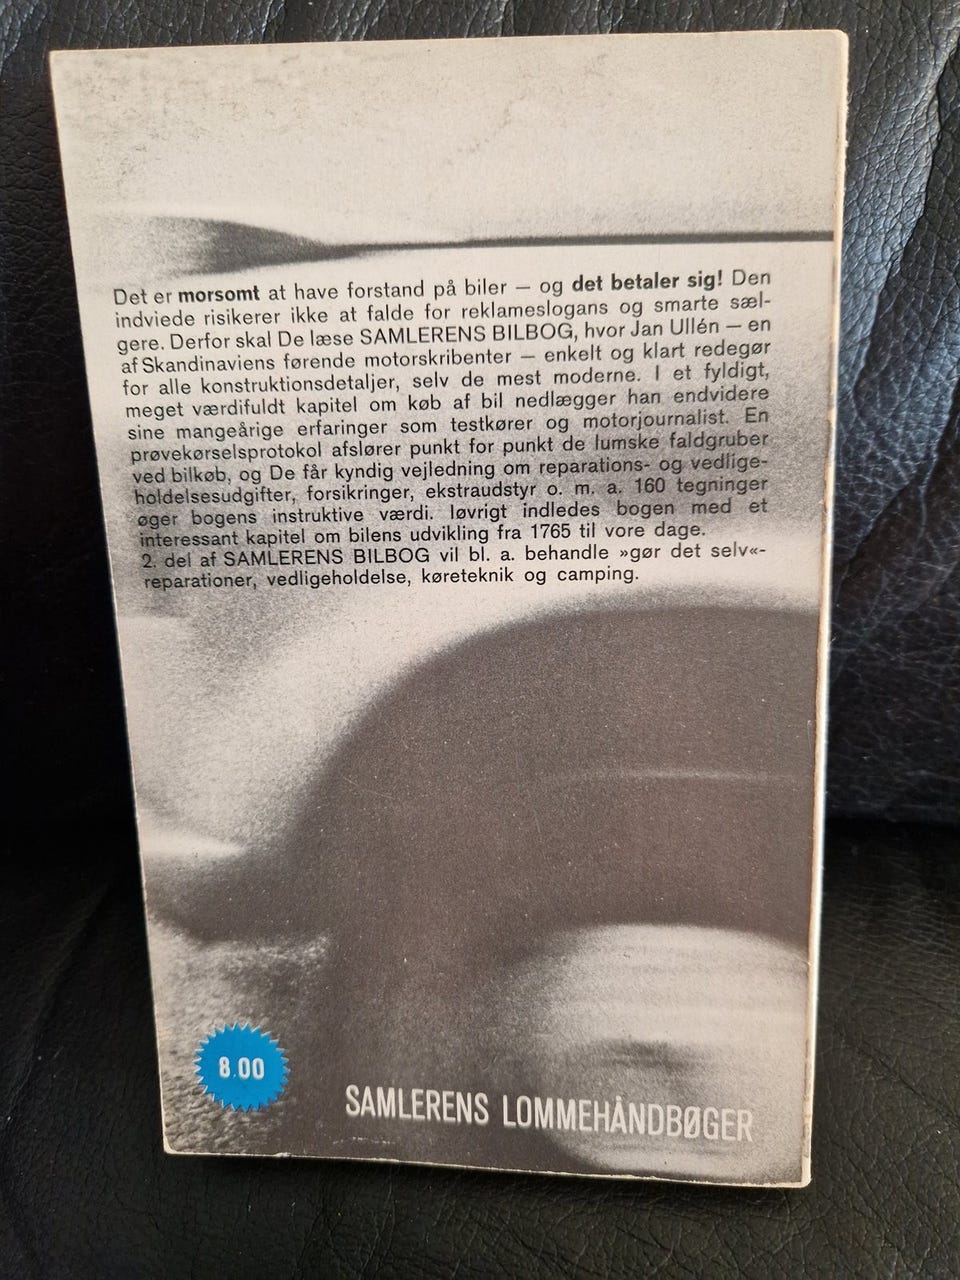 Det er morsomt at have forstand på biler — og det betaler sig! Den
indviede risikerer ikke at falde for reklameslogans og smarte sæl-
gere. Derfor skal De læse SAMLERENS BILBOG, hvor Jan Ullén — en
af Skandinaviens førende motorskribenter — enkelt og klart redegør
for alle konstruktionsdetaljer, selv de mest moderne. I et fyldigt,
meget værdifuldt kapitel om køb af bil nedlægger han endvidere
sine mangeårige erfaringer som testkører og motorjournalist. En
prøvekørselsprotokol afslører punkt for punkt de lumske faldgruber
ved bilkøb, og De får kyndig vejledning om reparations- og vedlige-
holdelsesudgifter, forsikringer, ekstraudstyr o. m. a. 160 tegninger
øger bogens instruktive værdi. Iøvrigt indledes bogen med et
interessant kapitel om bilens udvikling fra 1765 til vore dage.
2. del af SAMLERENS BILBOG vil bl. a. behandle »gør det selv«-
reparationer, vedligeholdelse, køreteknik og camping.
8.00
SAMLERENS LOMMEHÅNDBØGER